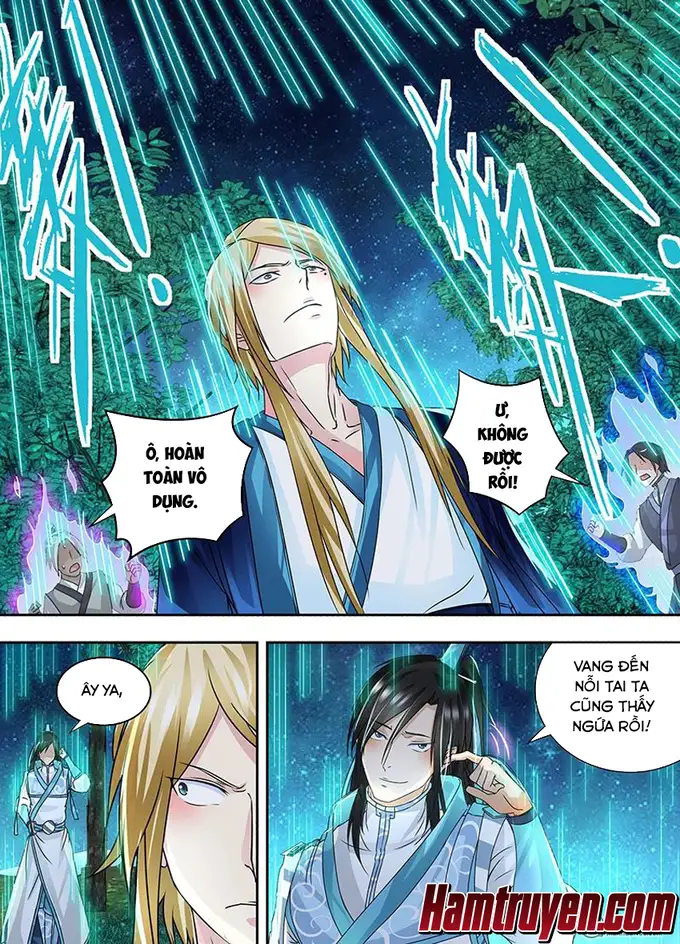 Ô, HOÀN
TOÀN VÔ
DỤNG.
Ư,
KHÔNG
ĐƯỢC
RỒI!
ÂY YA,
VANG ĐẾN
NỖI TAI TA
CŨNG THẤY
NGỨA RỒI!
Hamtruyen.com